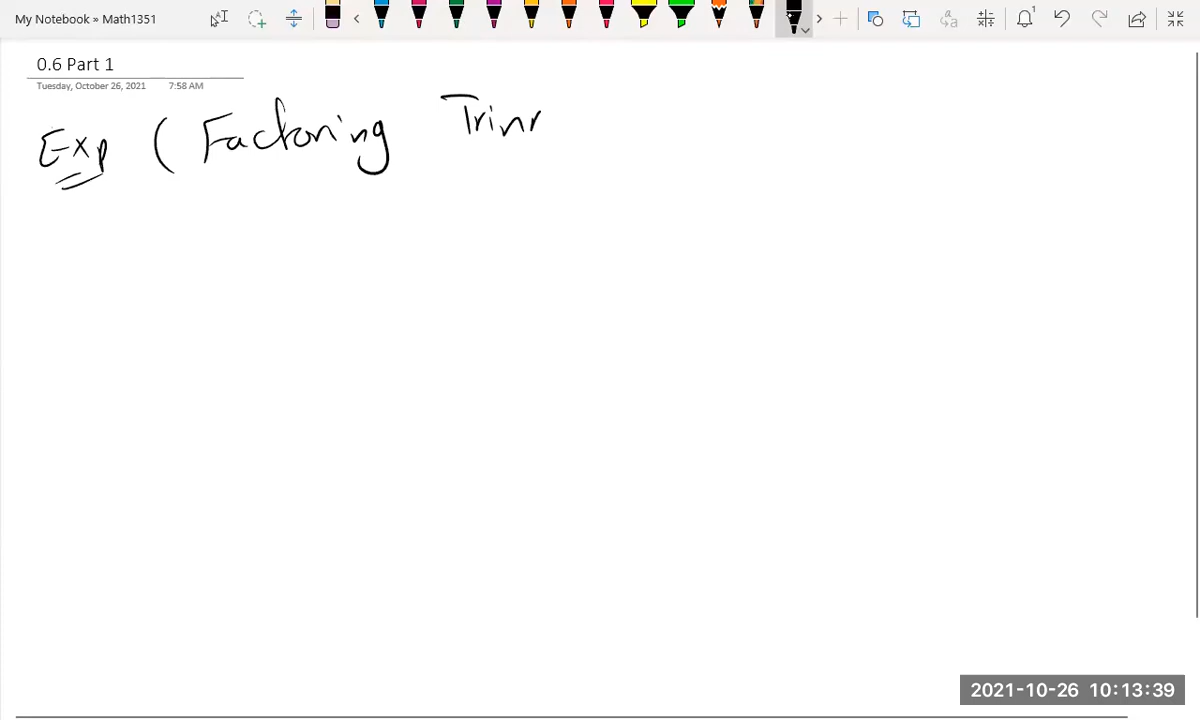 My Notebook » Math1351
0.6 Part 1
Tuesday, October 26, 2021 7:58 AM
Exp ( Factoring Trinr
2021-10-26 10:13:39